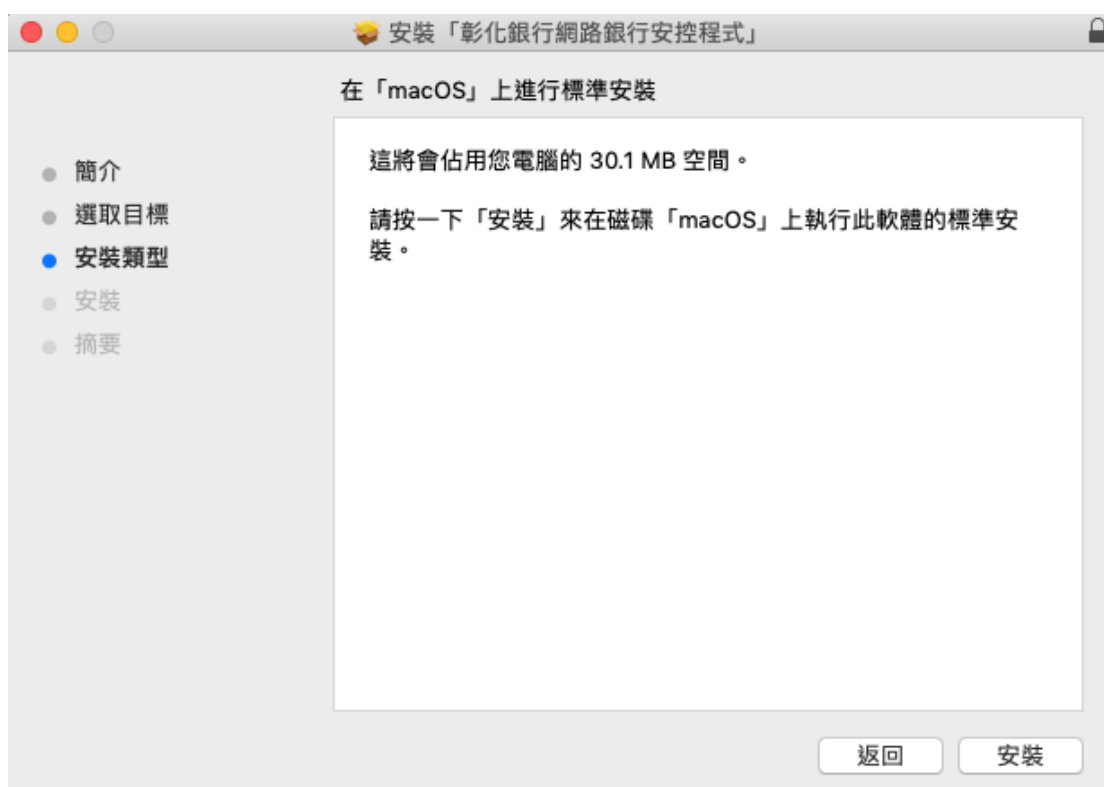 安裝「彰化銀行網路銀行安控程式」
在「macOS」上進行標準安裝
簡介
選取目標
安裝類型
安裝
摘要
這將會佔用您電腦的 30.1 MB 空間。
請按一下「安裝」來在磁碟「macOS」上執行此軟體的標準安
裝。
返回
安裝